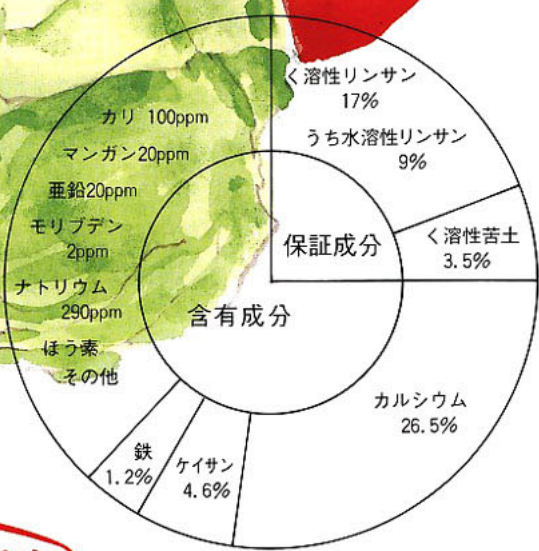 く溶性リンサン
17%
うち水溶性リンサン
9%
く溶性苦土
3.5%
保証成分
含有成分
カルシウム
26.5%
ケイサン
4.6%
鉄
1.2%
カリ 100ppm
マンガン20ppm
亜鉛20ppm
モリブデン
2ppm
ナトリウム
290ppm
ほう素
その他